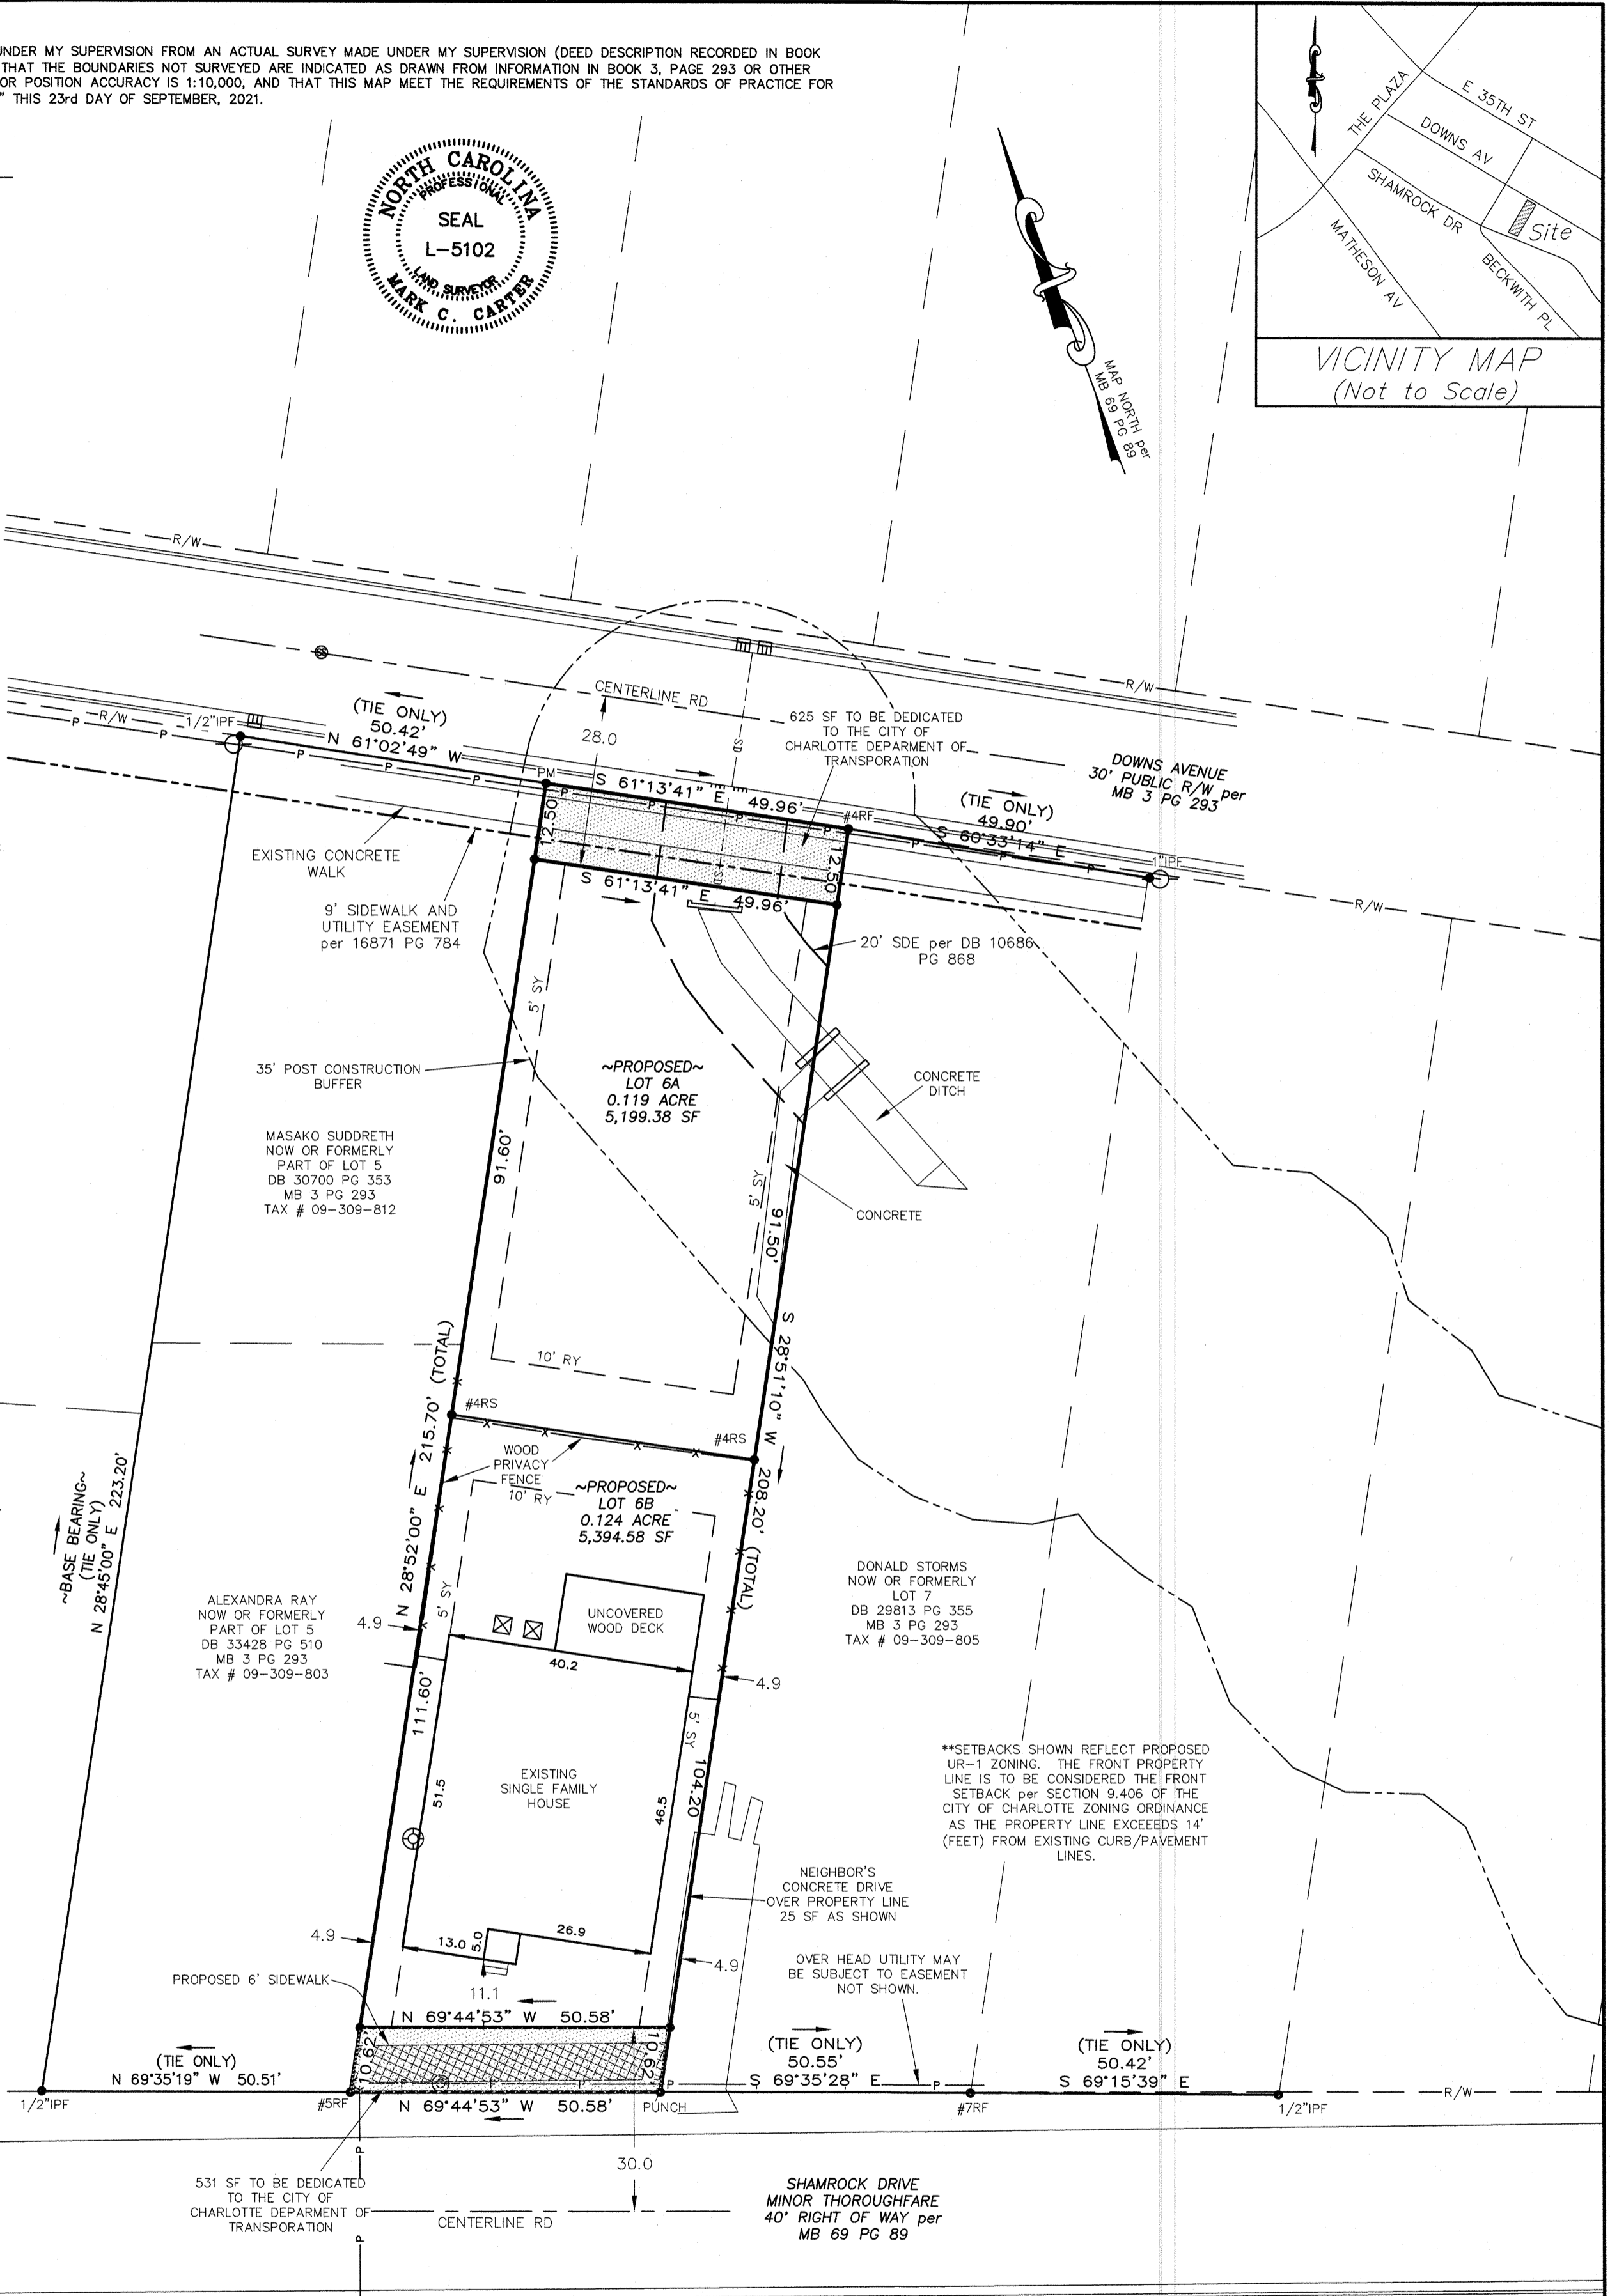 UNDER MY SUPERVISION FROM AN ACTUAL SURVEY MADE UNDER MY SUPERVISION (DEED DESCRIPTION RECORDED IN BOOK
THAT THE BOUNDARIES NOT SURVEYED ARE INDICATED AS DRAWN FROM INFORMATION IN BOOK 3, PAGE 293 OR OTHER
OR POSITION ACCURACY IS 1:10,000, AND THAT THIS MAP MEET THE REQUIREMENTS OF THE STANDARDS OF PRACTICE FOR
" THIS 23rd DAY OF SEPTEMBER, 2021.
NORTH CAROLINA
PROFESSIONAL
SEAL
L-5102
LAND SURVEYOR
MARK C. CARTER
MAP NORTH per
MB 69 PG 89
THE PLAZA
E 35TH ST
DOWNS AV
SHAMROCK DR
MATHESON AV
BECKWITH PL
Site
VICINITY MAP
(Not to Scale)
R/W
R/W
SS
CENTERLINE RD
28.0
SD
SD
(TIE ONLY)
50.42'
N 61°02'49" W
R/W
1/2"IPF
P
P
P
P
PM
S 61°13'41" E 49.96'
P
P
P
P
#4RF
12.50'
12.50'
S 61°13'41" E 49.96'
625 SF TO BE DEDICATED
TO THE CITY OF
CHARLOTTE DEPARMENT OF
TRANSPORATION
DOWNS AVENUE
30' PUBLIC R/W per
MB 3 PG 293
(TIE ONLY)
49.90'
S 60°33'14" E
P
P
P
1"IPF
R/W
EXISTING CONCRETE
WALK
9' SIDEWALK AND
UTILITY EASEMENT
per 16871 PG 784
20' SDE per DB 10686
PG 868
5' SY
35' POST CONSTRUCTION
BUFFER
~PROPOSED~
LOT 6A
0.119 ACRE
5,199.38 SF
CONCRETE
DITCH
CONCRETE
MASAKO SUDDRETH
NOW OR FORMERLY
PART OF LOT 5
DB 30700 PG 353
MB 3 PG 293
TAX # 09-309-812
91.60'
5' SY
91.50'
10' RY
N 28°52'00" E 215.70' (TOTAL)
S 28°51'10" W 208.20' (TOTAL)
#4RS
#4RS
WOOD
PRIVACY
FENCE
10' RY
~PROPOSED~
LOT 6B
0.124 ACRE
5,394.58 SF
~BASE BEARING~
(TIE ONLY)
N 28°45'00" E 223.20'
ALEXANDRA RAY
NOW OR FORMERLY
PART OF LOT 5
DB 33428 PG 510
MB 3 PG 293
TAX # 09-309-803
DONALD STORMS
NOW OR FORMERLY
LOT 7
DB 29813 PG 355
MB 3 PG 293
TAX # 09-309-805
4.9
5' SY
UNCOVERED
WOOD DECK
40.2
4.9
111.60'
5' SY
104.20
51.5
EXISTING
SINGLE FAMILY
HOUSE
46.5
**SETBACKS SHOWN REFLECT PROPOSED
UR-1 ZONING. THE FRONT PROPERTY
LINE IS TO BE CONSIDERED THE FRONT
SETBACK per SECTION 9.406 OF THE
CITY OF CHARLOTTE ZONING ORDINANCE
AS THE PROPERTY LINE EXCEEEDS 14'
(FEET) FROM EXISTING CURB/PAVEMENT
LINES.
NEIGHBOR'S
CONCRETE DRIVE
OVER PROPERTY LINE
25 SF AS SHOWN
4.9
13.0
5.0
26.9
4.9
11.1
OVER HEAD UTILITY MAY
BE SUBJECT TO EASEMENT
NOT SHOWN.
PROPOSED 6' SIDEWALK
N 69°44'53" W 50.58'
10.62'
10.62'
(TIE ONLY)
N 69°35'19" W 50.51'
(TIE ONLY)
50.55'
S 69°35'28" E
P
P
(TIE ONLY)
50.42'
S 69°15'39" E
R/W
1/2"IPF
#5RF
N 69°44'53" W 50.58'
PUNCH
#7RF
1/2"IPF
P
P
P
P
P
30.0
531 SF TO BE DEDICATED
TO THE CITY OF
CHARLOTTE DEPARMENT OF
TRANSPORATION
P
CENTERLINE RD
SHAMROCK DRIVE
MINOR THOROUGHFARE
40' RIGHT OF WAY per
MB 69 PG 89